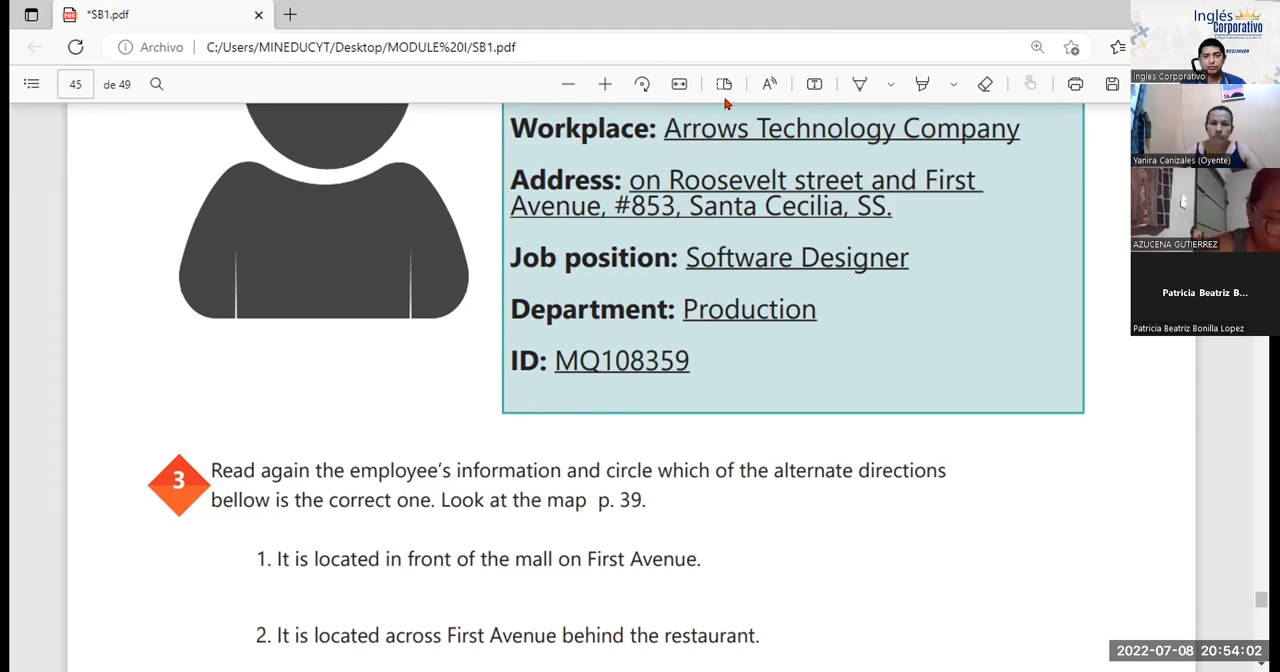 *SB1.pdf
Archivo
C:/Users/MINEDUCYT/Desktop/MODULE%20I/SB1.pdf
45
de 49
Workplace: Arrows Technology Company
Address: on Roosevelt street and First
Avenue, #853, Santa Cecilia, SS.
Job position: Software Designer
Department: Production
ID: MQ108359
3
Read again the employee's information and circle which of the alternate directions
bellow is the correct one. Look at the map p. 39.
1. It is located in front of the mall on First Avenue.
2. It is located across First Avenue behind the restaurant.
Inglés
Corporativo
BEGINNER
Ingles Corporativo
Yanira Canizales (Oyente)
AZUCENA GUTIERREZ
Patricia Beatriz B...
Patricia Beatriz Bonilla Lopez
2022-07-08 20:54:02